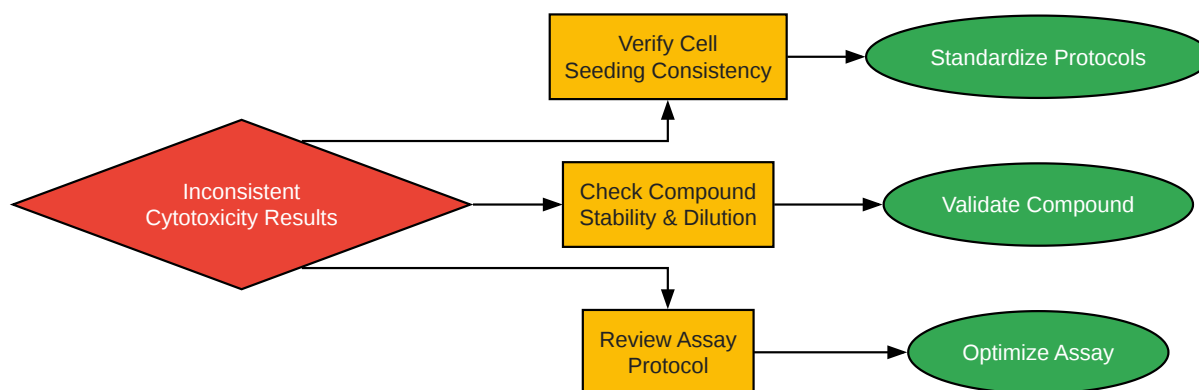 Verify Cell
Seeding Consistency
Standardize Protocols
Inconsistent
Cytotoxicity Results
Check Compound
Stability & Dilution
Validate Compound
Review Assay
Protocol
Optimize Assay